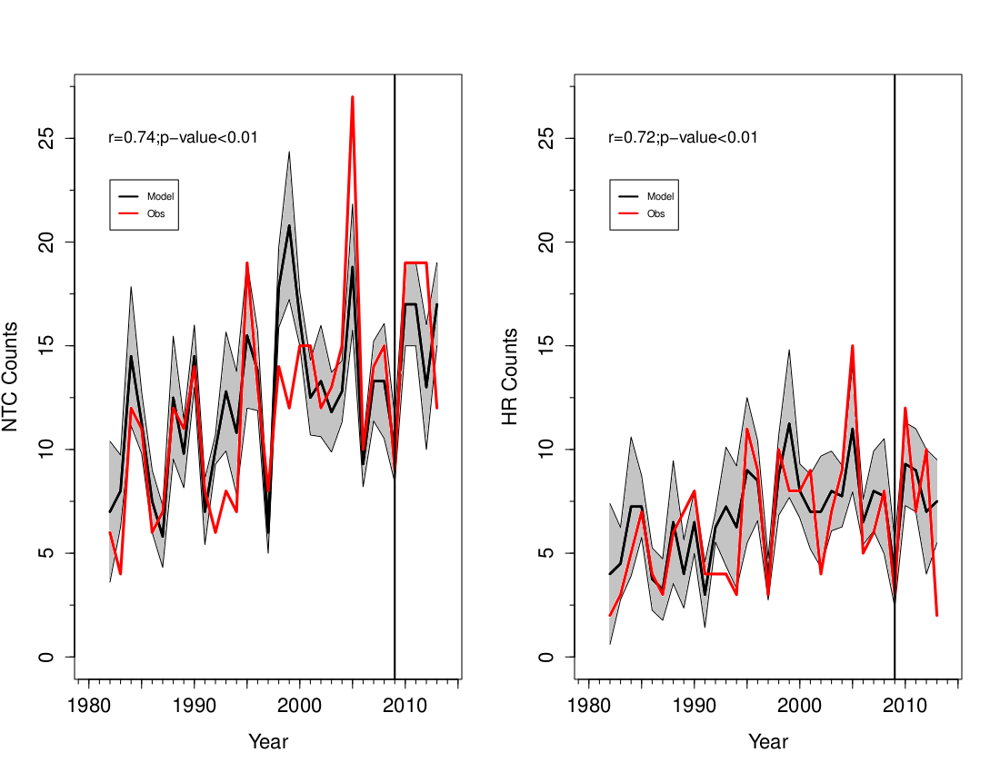 NTC Counts
0
5
10
15
20
25
r=0.74;p−value<0.01
Model
Obs
1980
1990
2000
2010
Year
HR Counts
0
5
10
15
20
25
r=0.72;p−value<0.01
Model
Obs
1980
1990
2000
2010
Year